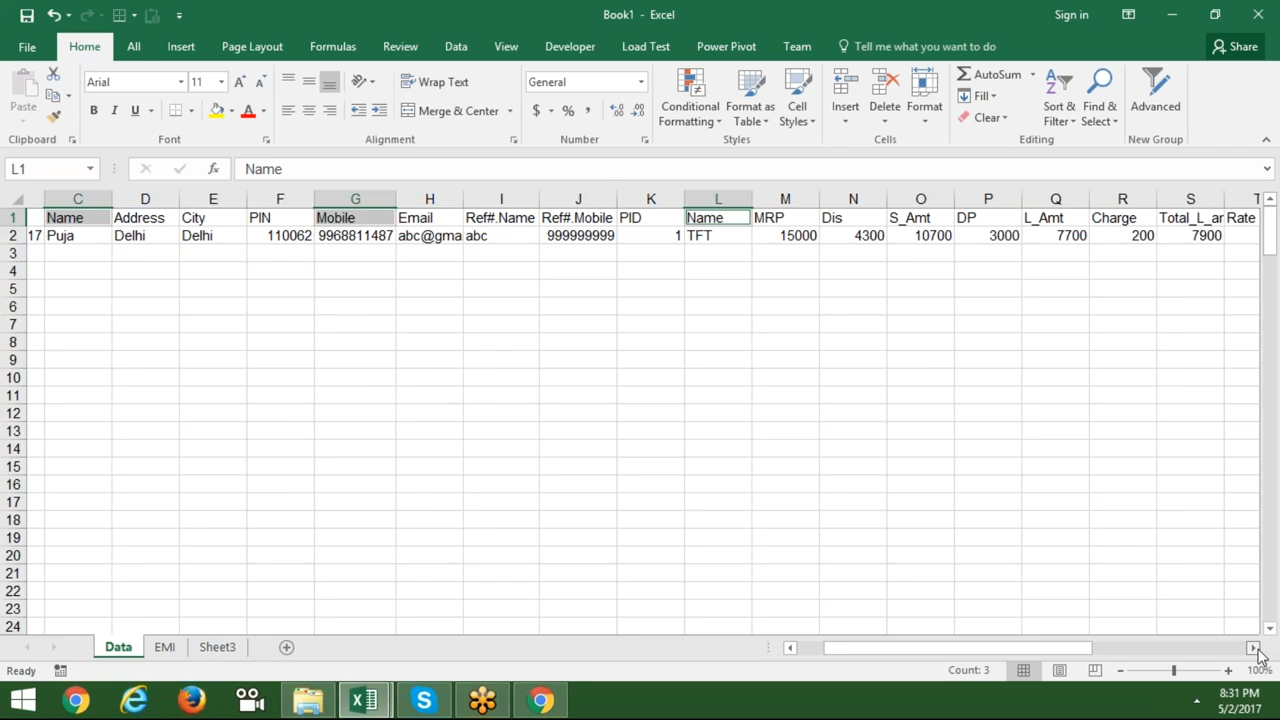 Book1 - Excel
Sign in
File Home All Insert Page Layout Formulas Review Data View Developer Load Test Power Pivot Team Tell me what you want to do Share
Paste
Arial 11
Wrap Text
General
Conditional Formatting
Format as Table
Cell Styles
Insert Delete Format
AutoSum
Sort & Filter
Find & Select
Advanced
B I U A
Merge & Center
$ %
Fill
Clear
Clipboard Font Alignment Number Styles Cells Editing New Group
L1 fx Name
C D E F G H I J K L M N O P Q R S T
1 Name Address City PIN Mobile Email Ref#.Name Ref#.Mobile PID Name MRP Dis S_Amt DP L_Amt Charge Total_L_ar Rate
2 17 Puja Delhi Delhi 110062 9968811487 abc@gma abc 999999999 1 TFT 15000 4300 10700 3000 7700 200 7900
3
4
5
6
7
8
9
10
11
12
13
14
15
16
17
18
19
20
21
22
23
24
Data EMI Sheet3
Ready Count: 3 100%
8:31 PM
5/2/2017